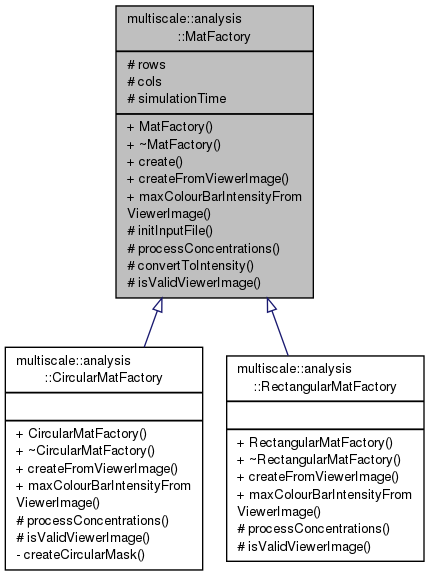 multiscale::analysis
::MatFactory
# rows
# cols
# simulationTime
+ MatFactory()
+ ~MatFactory()
+ create()
+ createFromViewerImage()
+ maxColourBarIntensityFrom
ViewerImage()
# initInputFile()
# processConcentrations()
# convertToIntensity()
# isValidViewerImage()
multiscale::analysis
::CircularMatFactory
+ CircularMatFactory()
+ ~CircularMatFactory()
+ createFromViewerImage()
+ maxColourBarIntensityFrom
ViewerImage()
# processConcentrations()
# isValidViewerImage()
- createCircularMask()
multiscale::analysis
::RectangularMatFactory
+ RectangularMatFactory()
+ ~RectangularMatFactory()
+ createFromViewerImage()
+ maxColourBarIntensityFrom
ViewerImage()
# processConcentrations()
# isValidViewerImage()